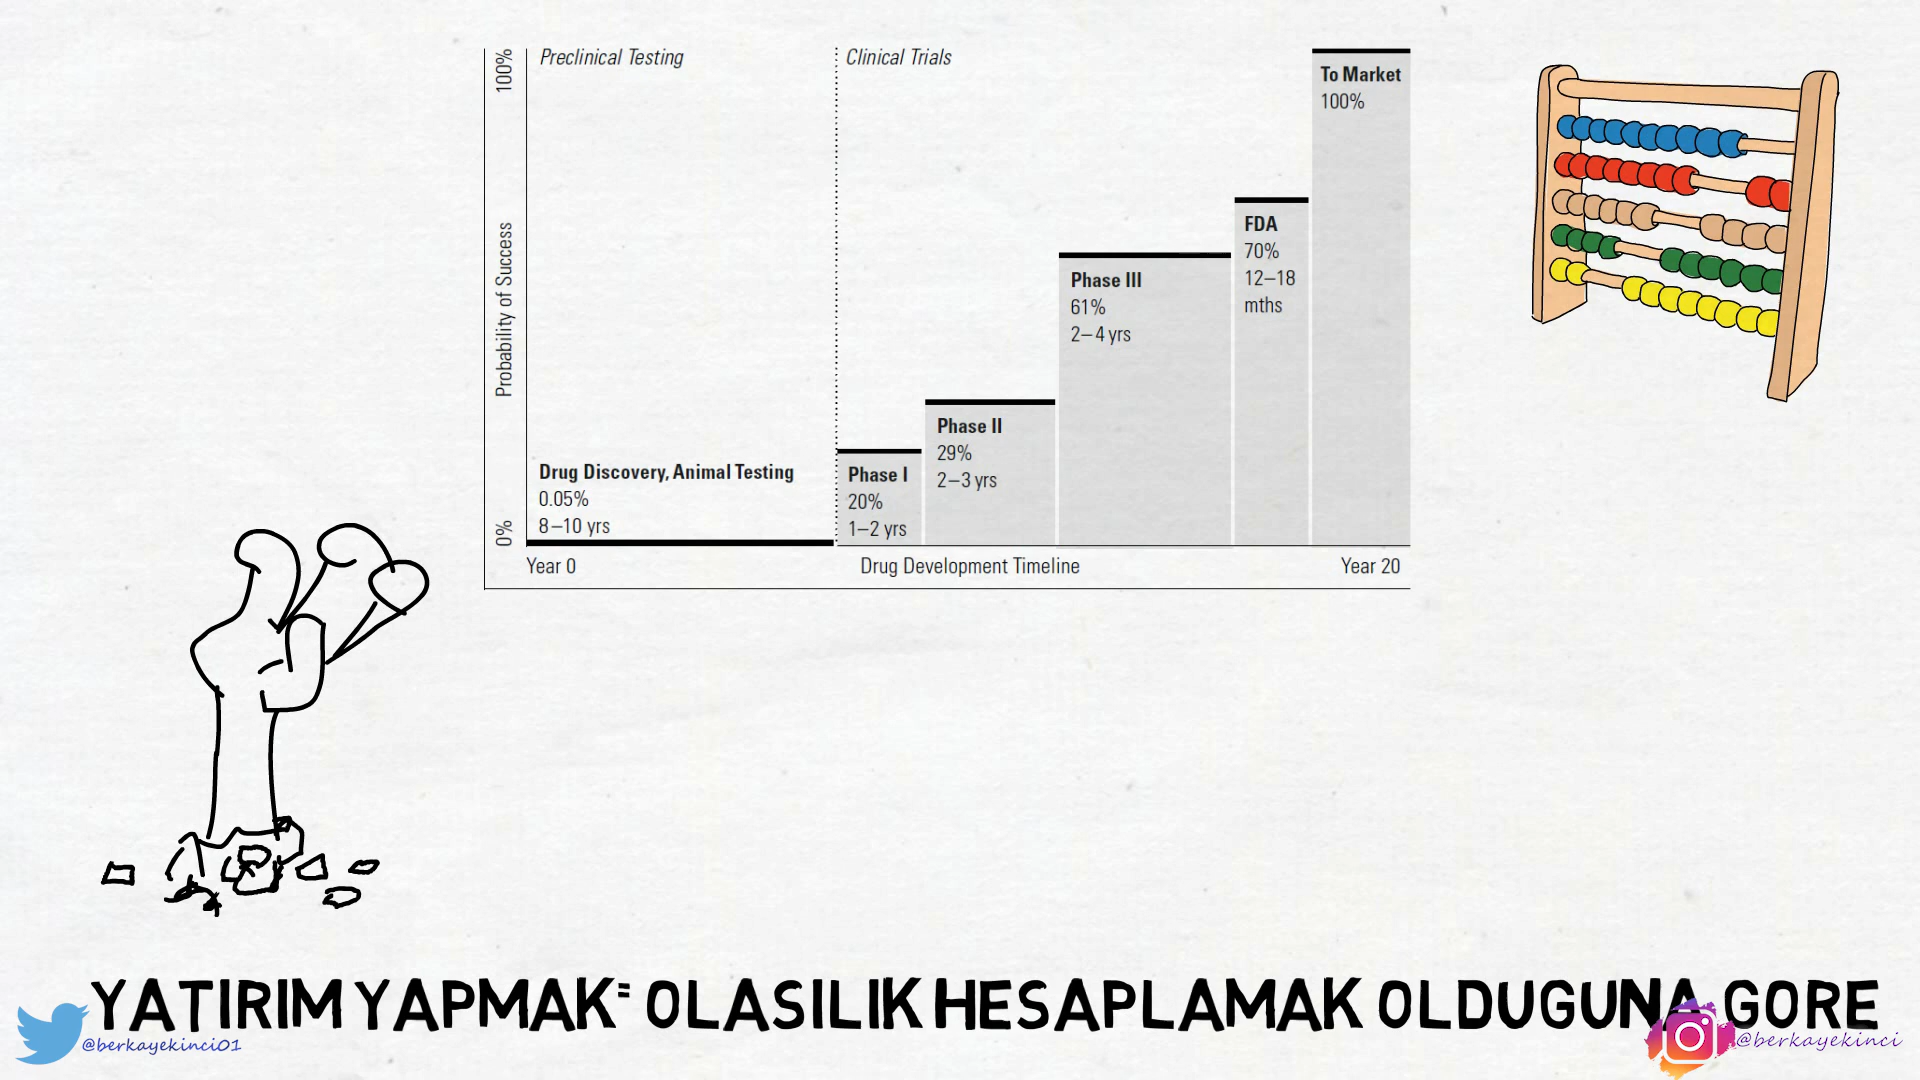 Preclinical Testing
Clinical Trials
100%
Probability of Success
0%
To Market
100%
FDA
70%
12–18
mths
Phase III
61%
2–4 yrs
Phase II
29%
2–3 yrs
Phase I
20%
1–2 yrs
Drug Discovery, Animal Testing
0.05%
8–10 yrs
Year 0
Drug Development Timeline
Year 20
YATIRIM YAPMAK= OLASILIK HESAPLAMAK OLDUGUNA GORE
@berkayekinci01
@berkayekinci